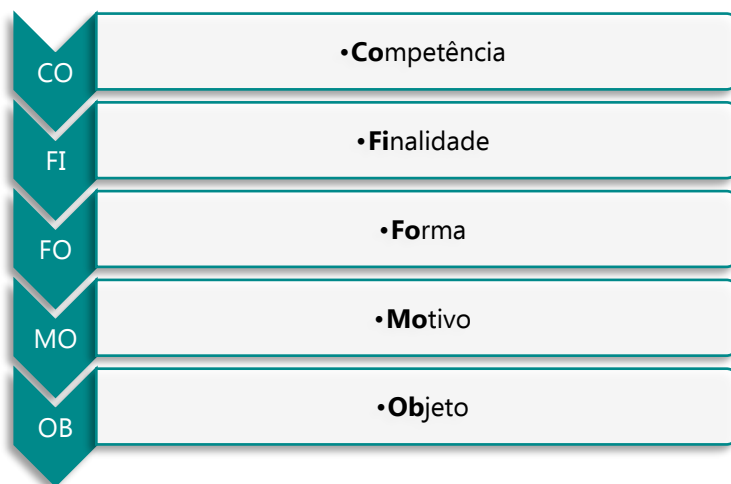 CO
•Competência
FI
•Finalidade
FO
•Forma
MO
•Motivo
OB
•Objeto